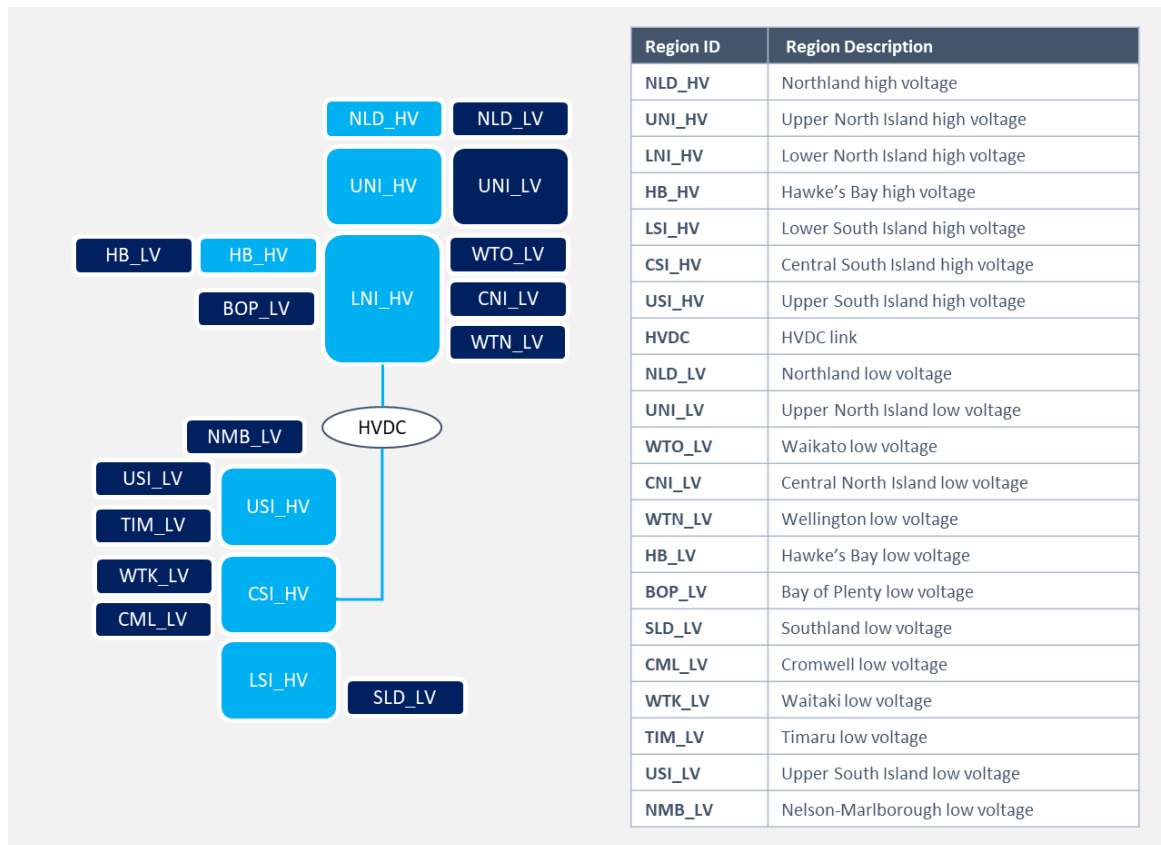 NLD_HV NLD_LV
UNI_HV UNI_LV
HB_LV HB_HV LNI_HV WTO_LV
BOP_LV CNI_LV
WTN_LV
HVDC
NMB_LV
USI_LV USI_HV
TIM_LV
WTK_LV CSI_HV
CML_LV
LSI_HV SLD_LV
Region ID Region Description
NLD_HV Northland high voltage
UNI_HV Upper North Island high voltage
LNI_HV Lower North Island high voltage
HB_HV Hawke’s Bay high voltage
LSI_HV Lower South Island high voltage
CSI_HV Central South Island high voltage
USI_HV Upper South Island high voltage
HVDC HVDC link
NLD_LV Northland low voltage
UNI_LV Upper North Island low voltage
WTO_LV Waikato low voltage
CNI_LV Central North Island low voltage
WTN_LV Wellington low voltage
HB_LV Hawke’s Bay low voltage
BOP_LV Bay of Plenty low voltage
SLD_LV Southland low voltage
CML_LV Cromwell low voltage
WTK_LV Waitaki low voltage
TIM_LV Timaru low voltage
USI_LV Upper South Island low voltage
NMB_LV Nelson-Marlborough low voltage